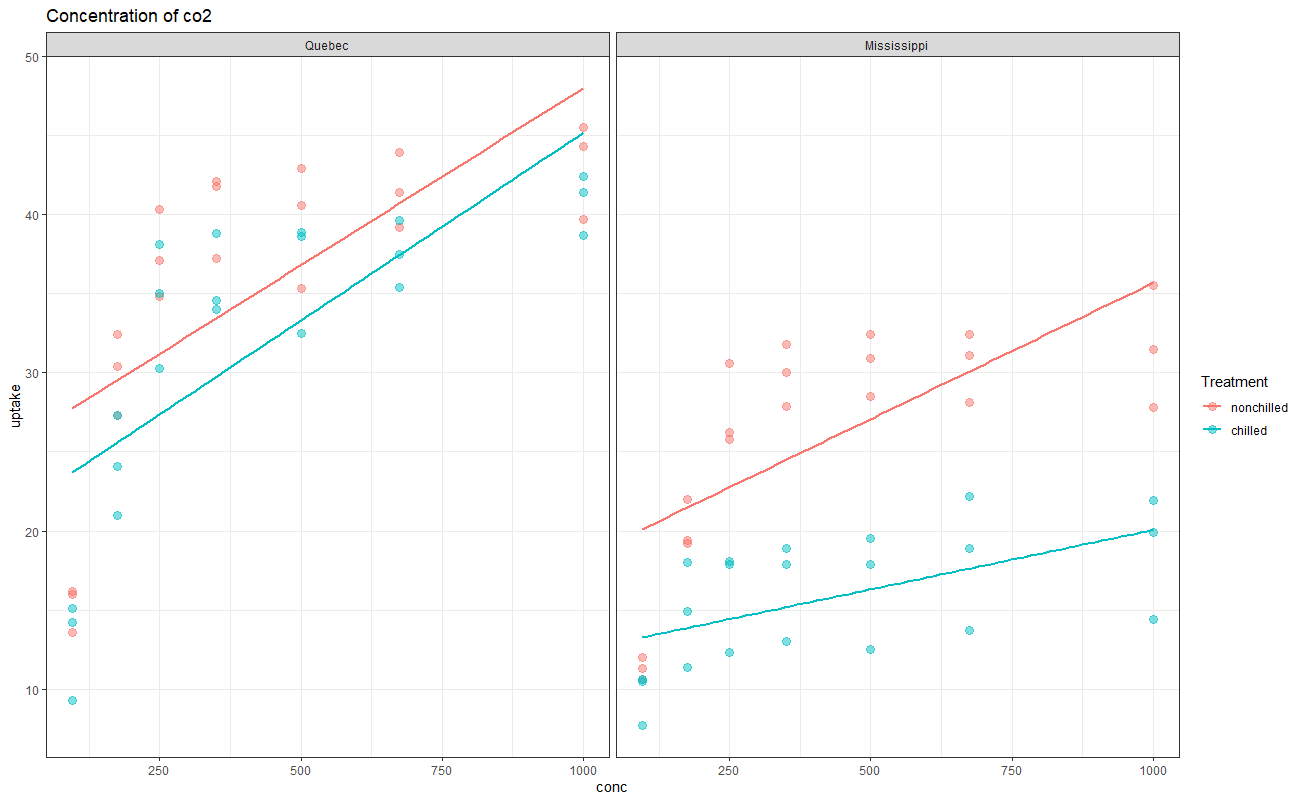 Concentration of co2
Quebec
Mississippi
50
40
30
20
10
uptake
250
500
750
1000
250
500
750
1000
conc
Treatment
nonchilled
chilled